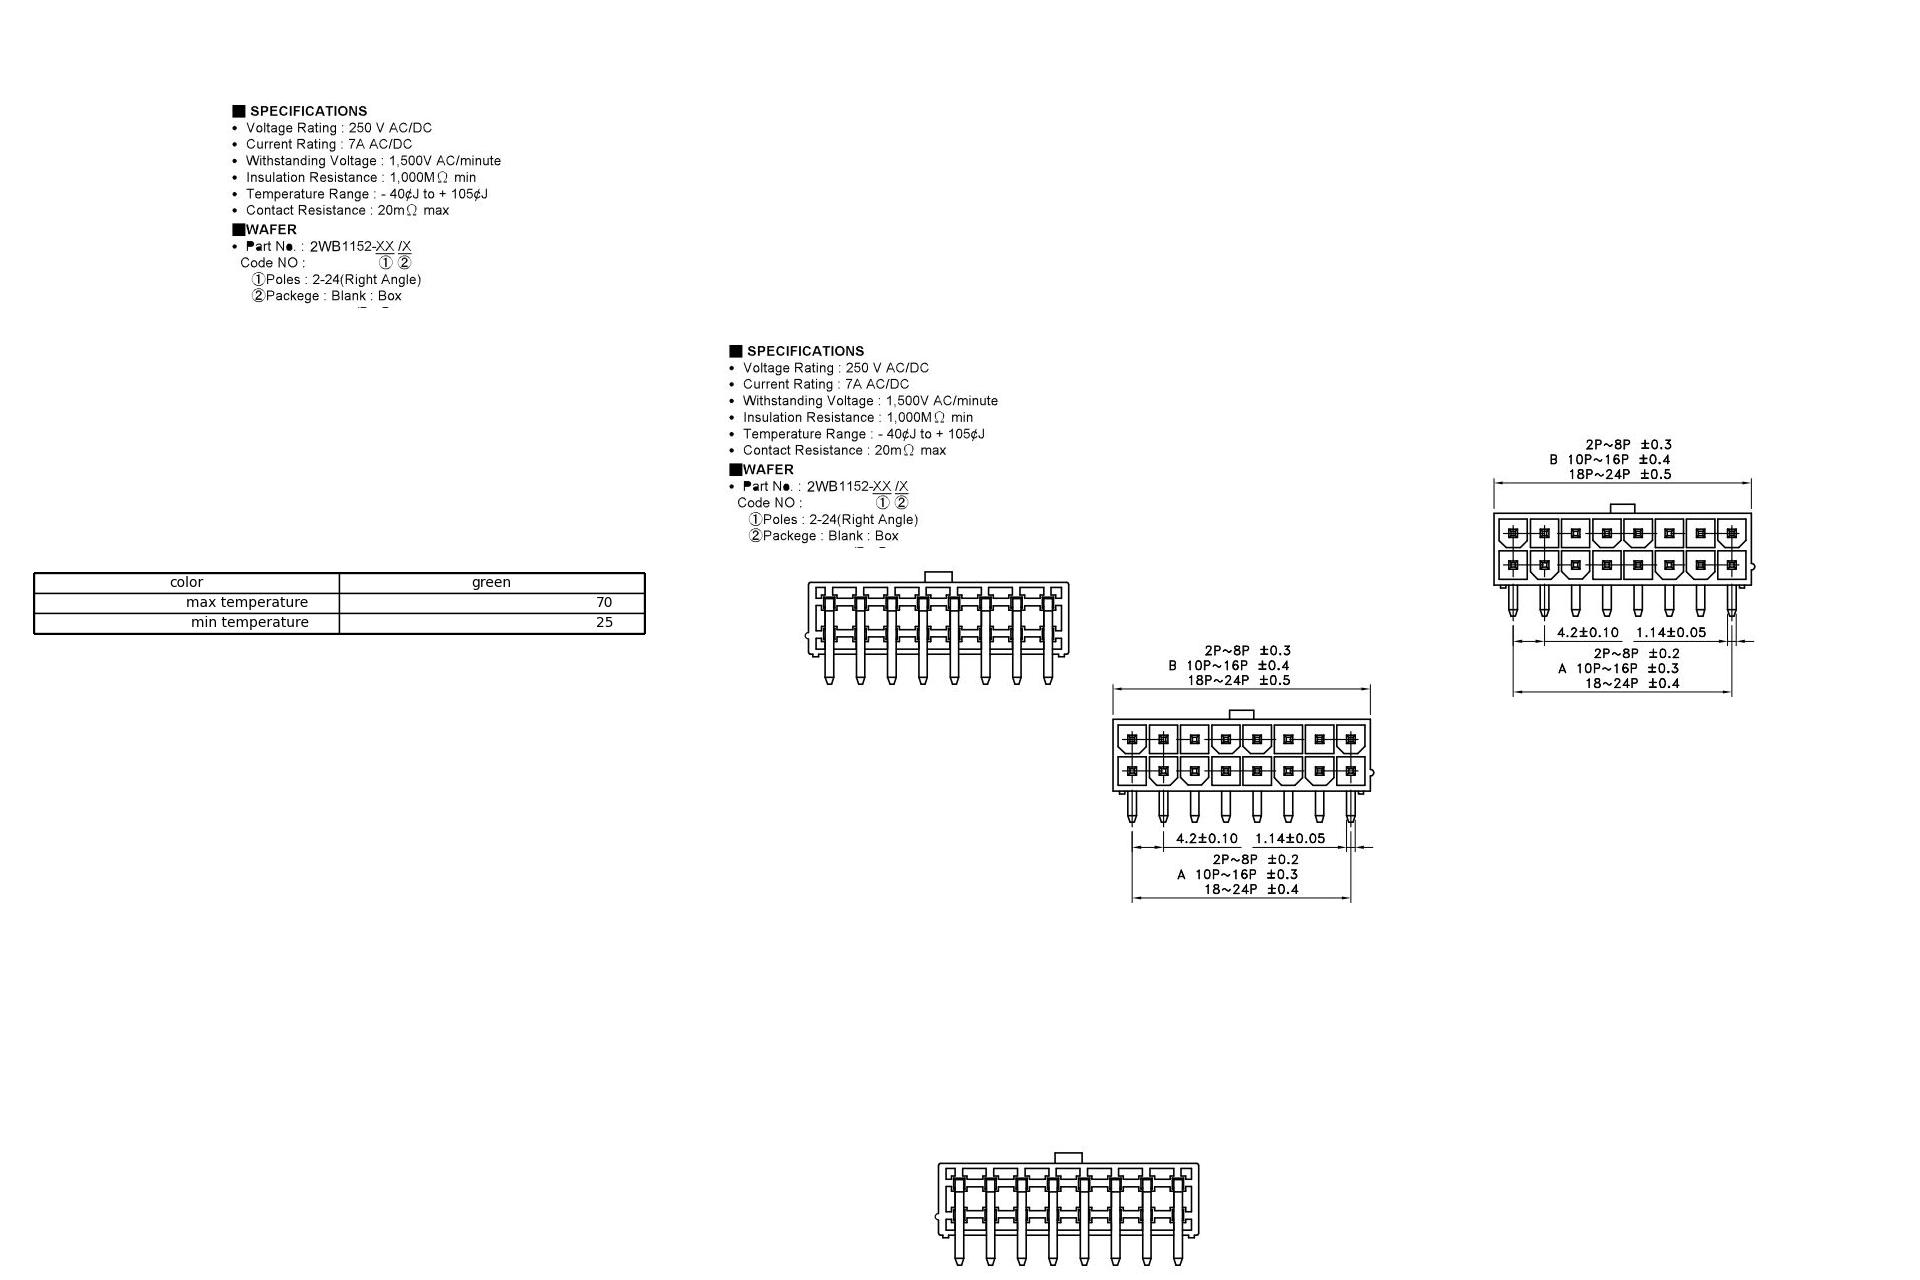 ■ SPECIFICATIONS
• Voltage Rating : 250 V AC/DC
• Current Rating : 7A AC/DC
• Withstanding Voltage : 1,500V AC/minute
• Insulation Resistance : 1,000MΩ min
• Temperature Range : - 40¢J to + 105¢J
• Contact Resistance : 20mΩ max
■WAFER
• Part No. : 2WB1152-XX /X
Code NO : ① ②
①Poles : 2-24(Right Angle)
②Packege : Blank : Box
■ SPECIFICATIONS
• Voltage Rating : 250 V AC/DC
• Current Rating : 7A AC/DC
• Withstanding Voltage : 1,500V AC/minute
• Insulation Resistance : 1,000MΩ min
• Temperature Range : - 40¢J to + 105¢J
• Contact Resistance : 20mΩ max
■WAFER
• Part No. : 2WB1152-XX /X
Code NO : ① ②
①Poles : 2-24(Right Angle)
②Packege : Blank : Box
2P~8P ±0.3
B 10P~16P ±0.4
18P~24P ±0.5
4.2±0.10 1.14±0.05
2P~8P ±0.2
A 10P~16P ±0.3
18~24P ±0.4
color green
max temperature 70
min temperature 25
2P~8P ±0.3
B 10P~16P ±0.4
18P~24P ±0.5
4.2±0.10 1.14±0.05
2P~8P ±0.2
A 10P~16P ±0.3
18~24P ±0.4